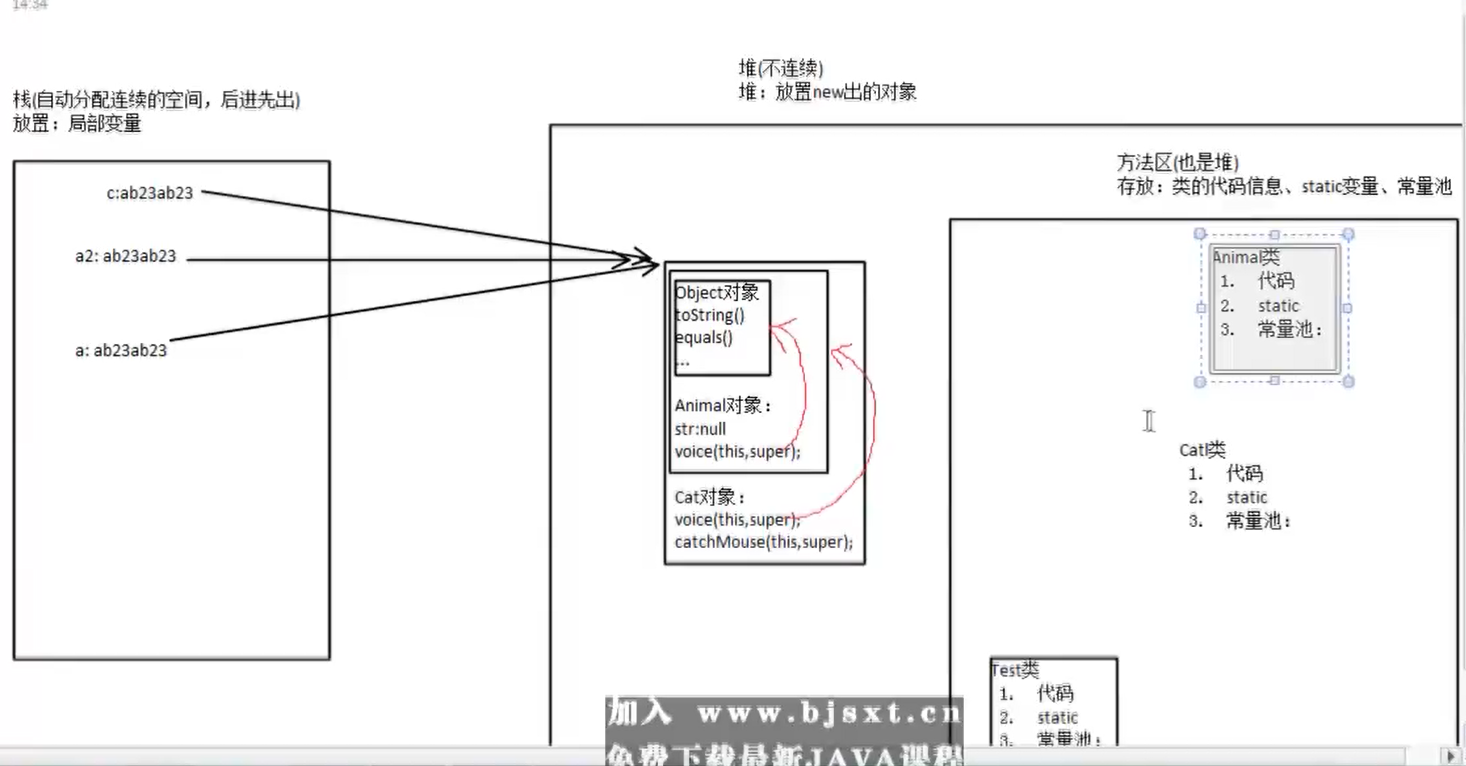 14:34
堆(不连续)
堆：放置new出的对象
栈(自动分配连续的空间，后进先出)
放置：局部变量
方法区(也是堆)
存放：类的代码信息、static变量、常量池
c:ab23ab23
a2: ab23ab23
a: ab23ab23
Object对象
toString()
equals()
...
Animal对象：
str:null
voice(this,super);
Cat对象：
voice(this,super);
catchMouse(this,super);
Animal类
1. 代码
2. static
3. 常量池：
Catl类
1. 代码
2. static
3. 常量池：
Test类
1. 代码
2. static
3. 常量池：
加入 www.bjsxt.cn
免费下载最新JAVA课程